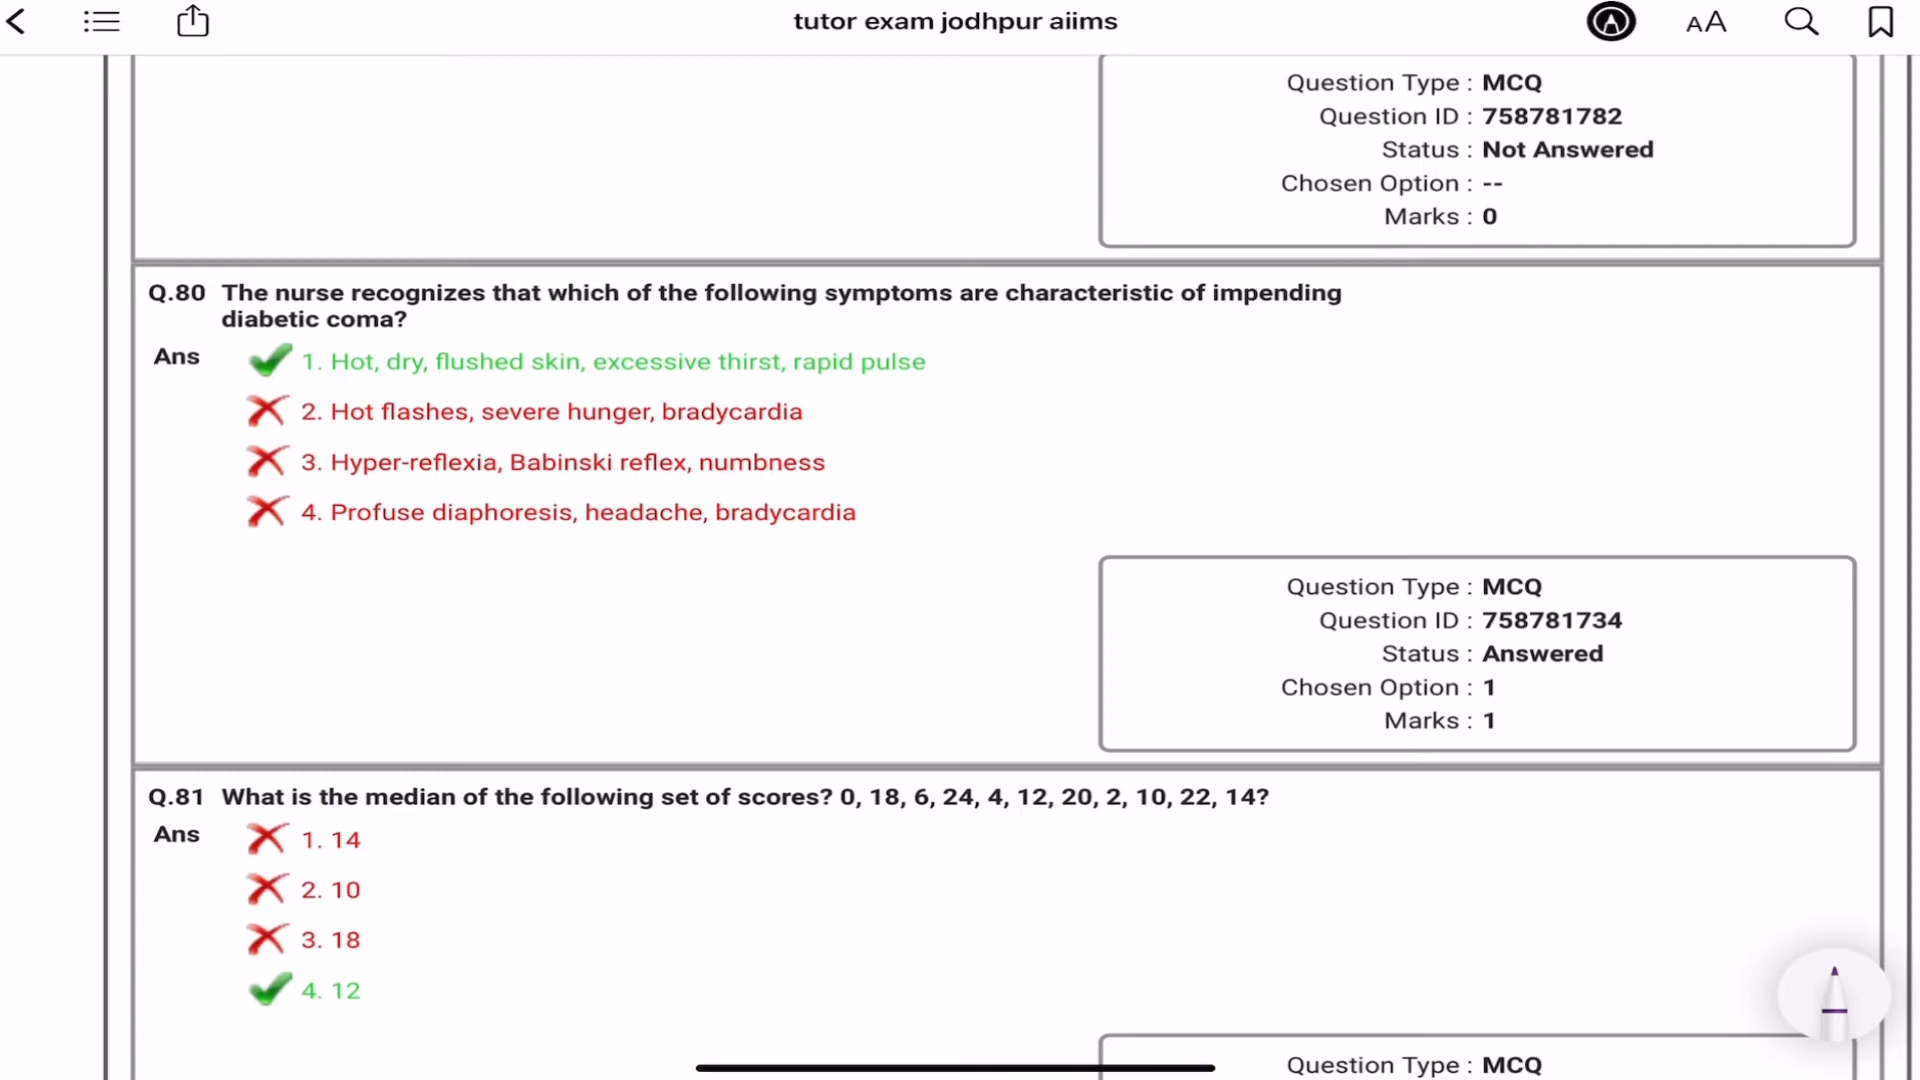 tutor exam jodhpur aiims
AA
Question Type : MCQ
Question ID : 758781782
Status : Not Answered
Chosen Option : --
Marks : 0
Q.80 The nurse recognizes that which of the following symptoms are characteristic of impending
diabetic coma?
Ans 1. Hot, dry, flushed skin, excessive thirst, rapid pulse
2. Hot flashes, severe hunger, bradycardia
3. Hyper-reflexia, Babinski reflex, numbness
4. Profuse diaphoresis, headache, bradycardia
Question Type : MCQ
Question ID : 758781734
Status : Answered
Chosen Option : 1
Marks : 1
Q.81 What is the median of the following set of scores? 0, 18, 6, 24, 4, 12, 20, 2, 10, 22, 14?
Ans 1. 14
2. 10
3. 18
4. 12
Question Type : MCQ